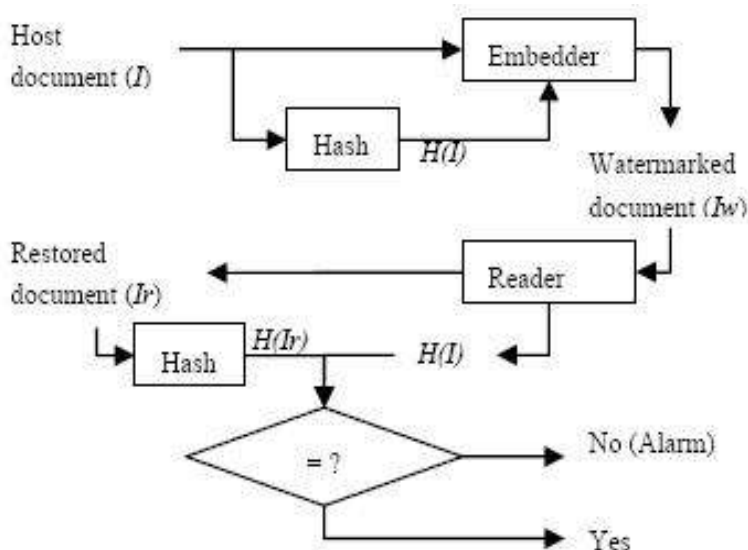 Host
document (I)
Embedder
Hash
H(I)
Watermarked
document (Iw)
Restored
document (Ir)
Reader
Hash
H(Ir)
H(I)
= ?
No (Alarm)
Yes